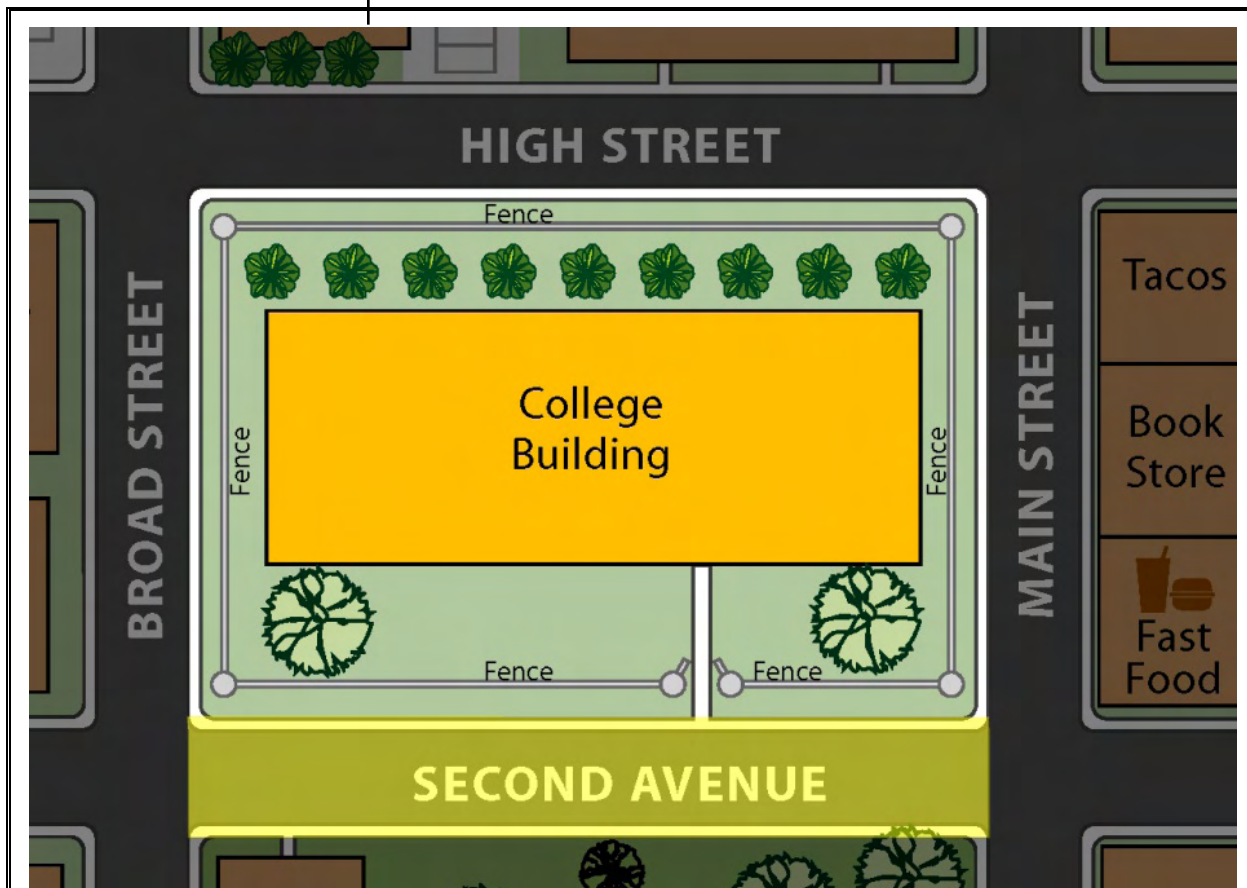 HIGH STREET
Fence
BROAD STREET
Fence
College
Building
Fence
MAIN STREET
Tacos
Book
Store
Fast
Food
Fence
Fence
SECOND AVENUE